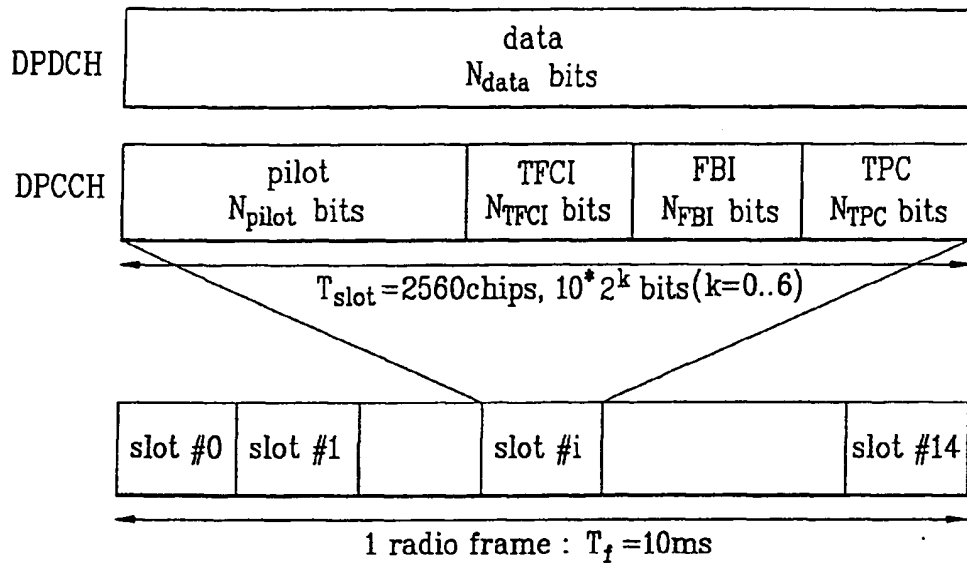 DPDCH
data
N_data bits
DPCCH
pilot
N_pilot bits
TFCI
N_TFCI bits
FBI
N_FBI bits
TPC
N_TPC bits
T_slot=2560chips, 10*2^k bits(k=0..6)
slot #0
slot #1
slot #i
slot #14
1 radio frame : T_f=10ms